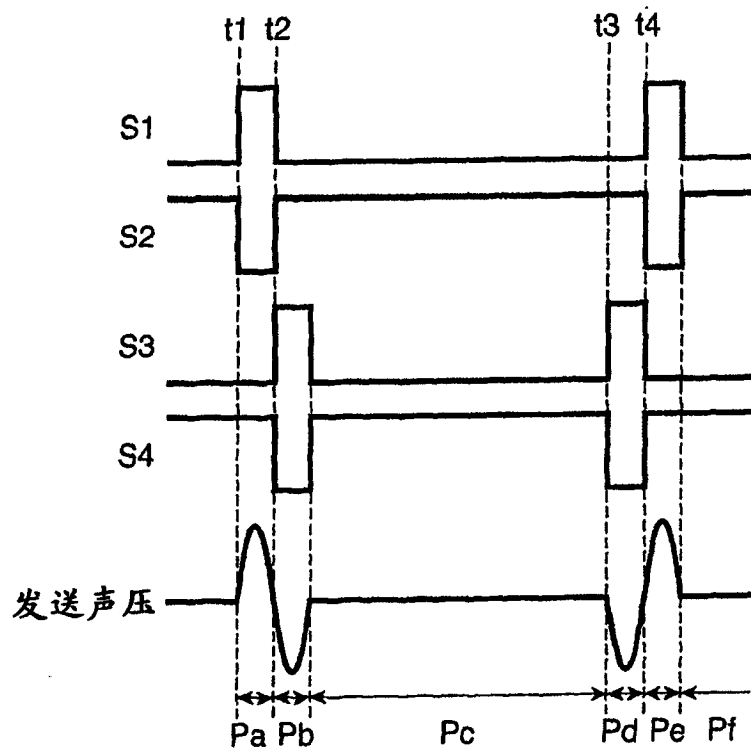 t1 t2 t3 t4
S1
S2
S3
S4
发送声压
Pa Pb Pc Pd Pe Pf